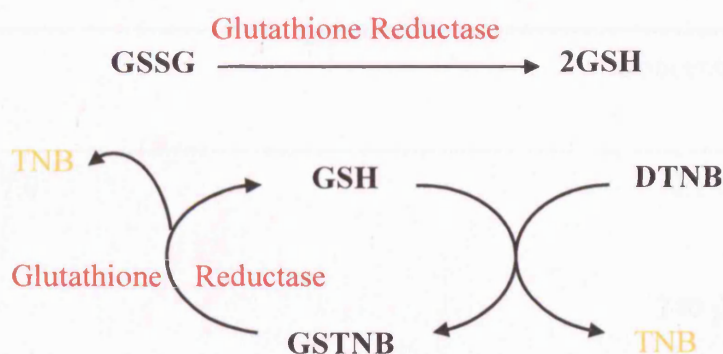 Glutathione Reductase
GSSG 2GSH
TNB GSH DTNB
Glutathione Reductase
GSTNB TNB